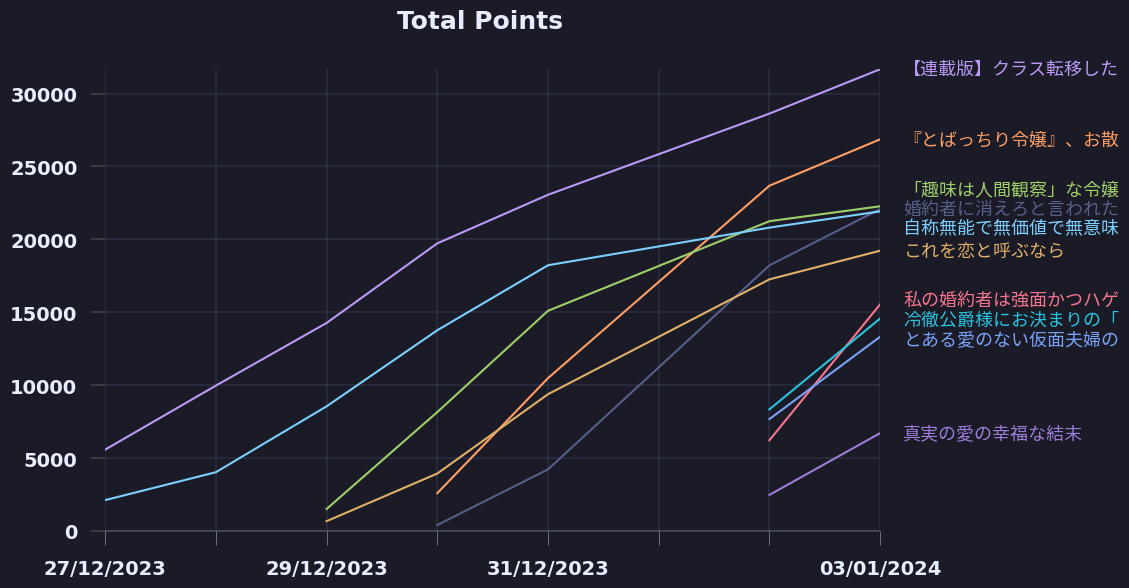 Total Points
30000
25000
20000
15000
10000
5000
0
27/12/2023
29/12/2023
31/12/2023
03/01/2024
【連載版】クラス転移した
『とばっちり令嬢』、お散
「趣味は人間観察」な令嬢
婚約者に消えろと言われた
自称無能で無価値で無意味
これを恋と呼ぶなら
私の婚約者は強面かつハゲ
冷徹公爵様にお決まりの「
とある愛のない仮面夫婦の
真実の愛の幸福な結末